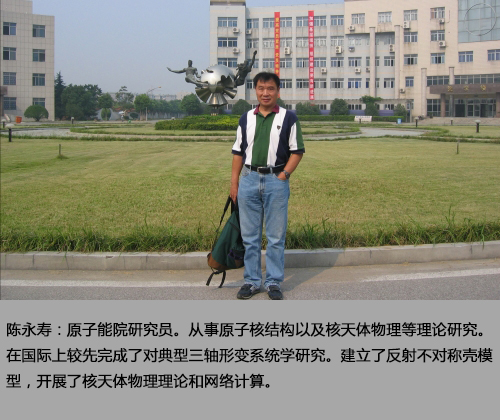 陈永寿：原子能院研究员。从事原子核结构以及核天体物理等理论研究。
在国际上较先完成了对典型三轴形变系统学研究。建立了反射不对称壳模
型，开展了核天体物理理论和网络计算。